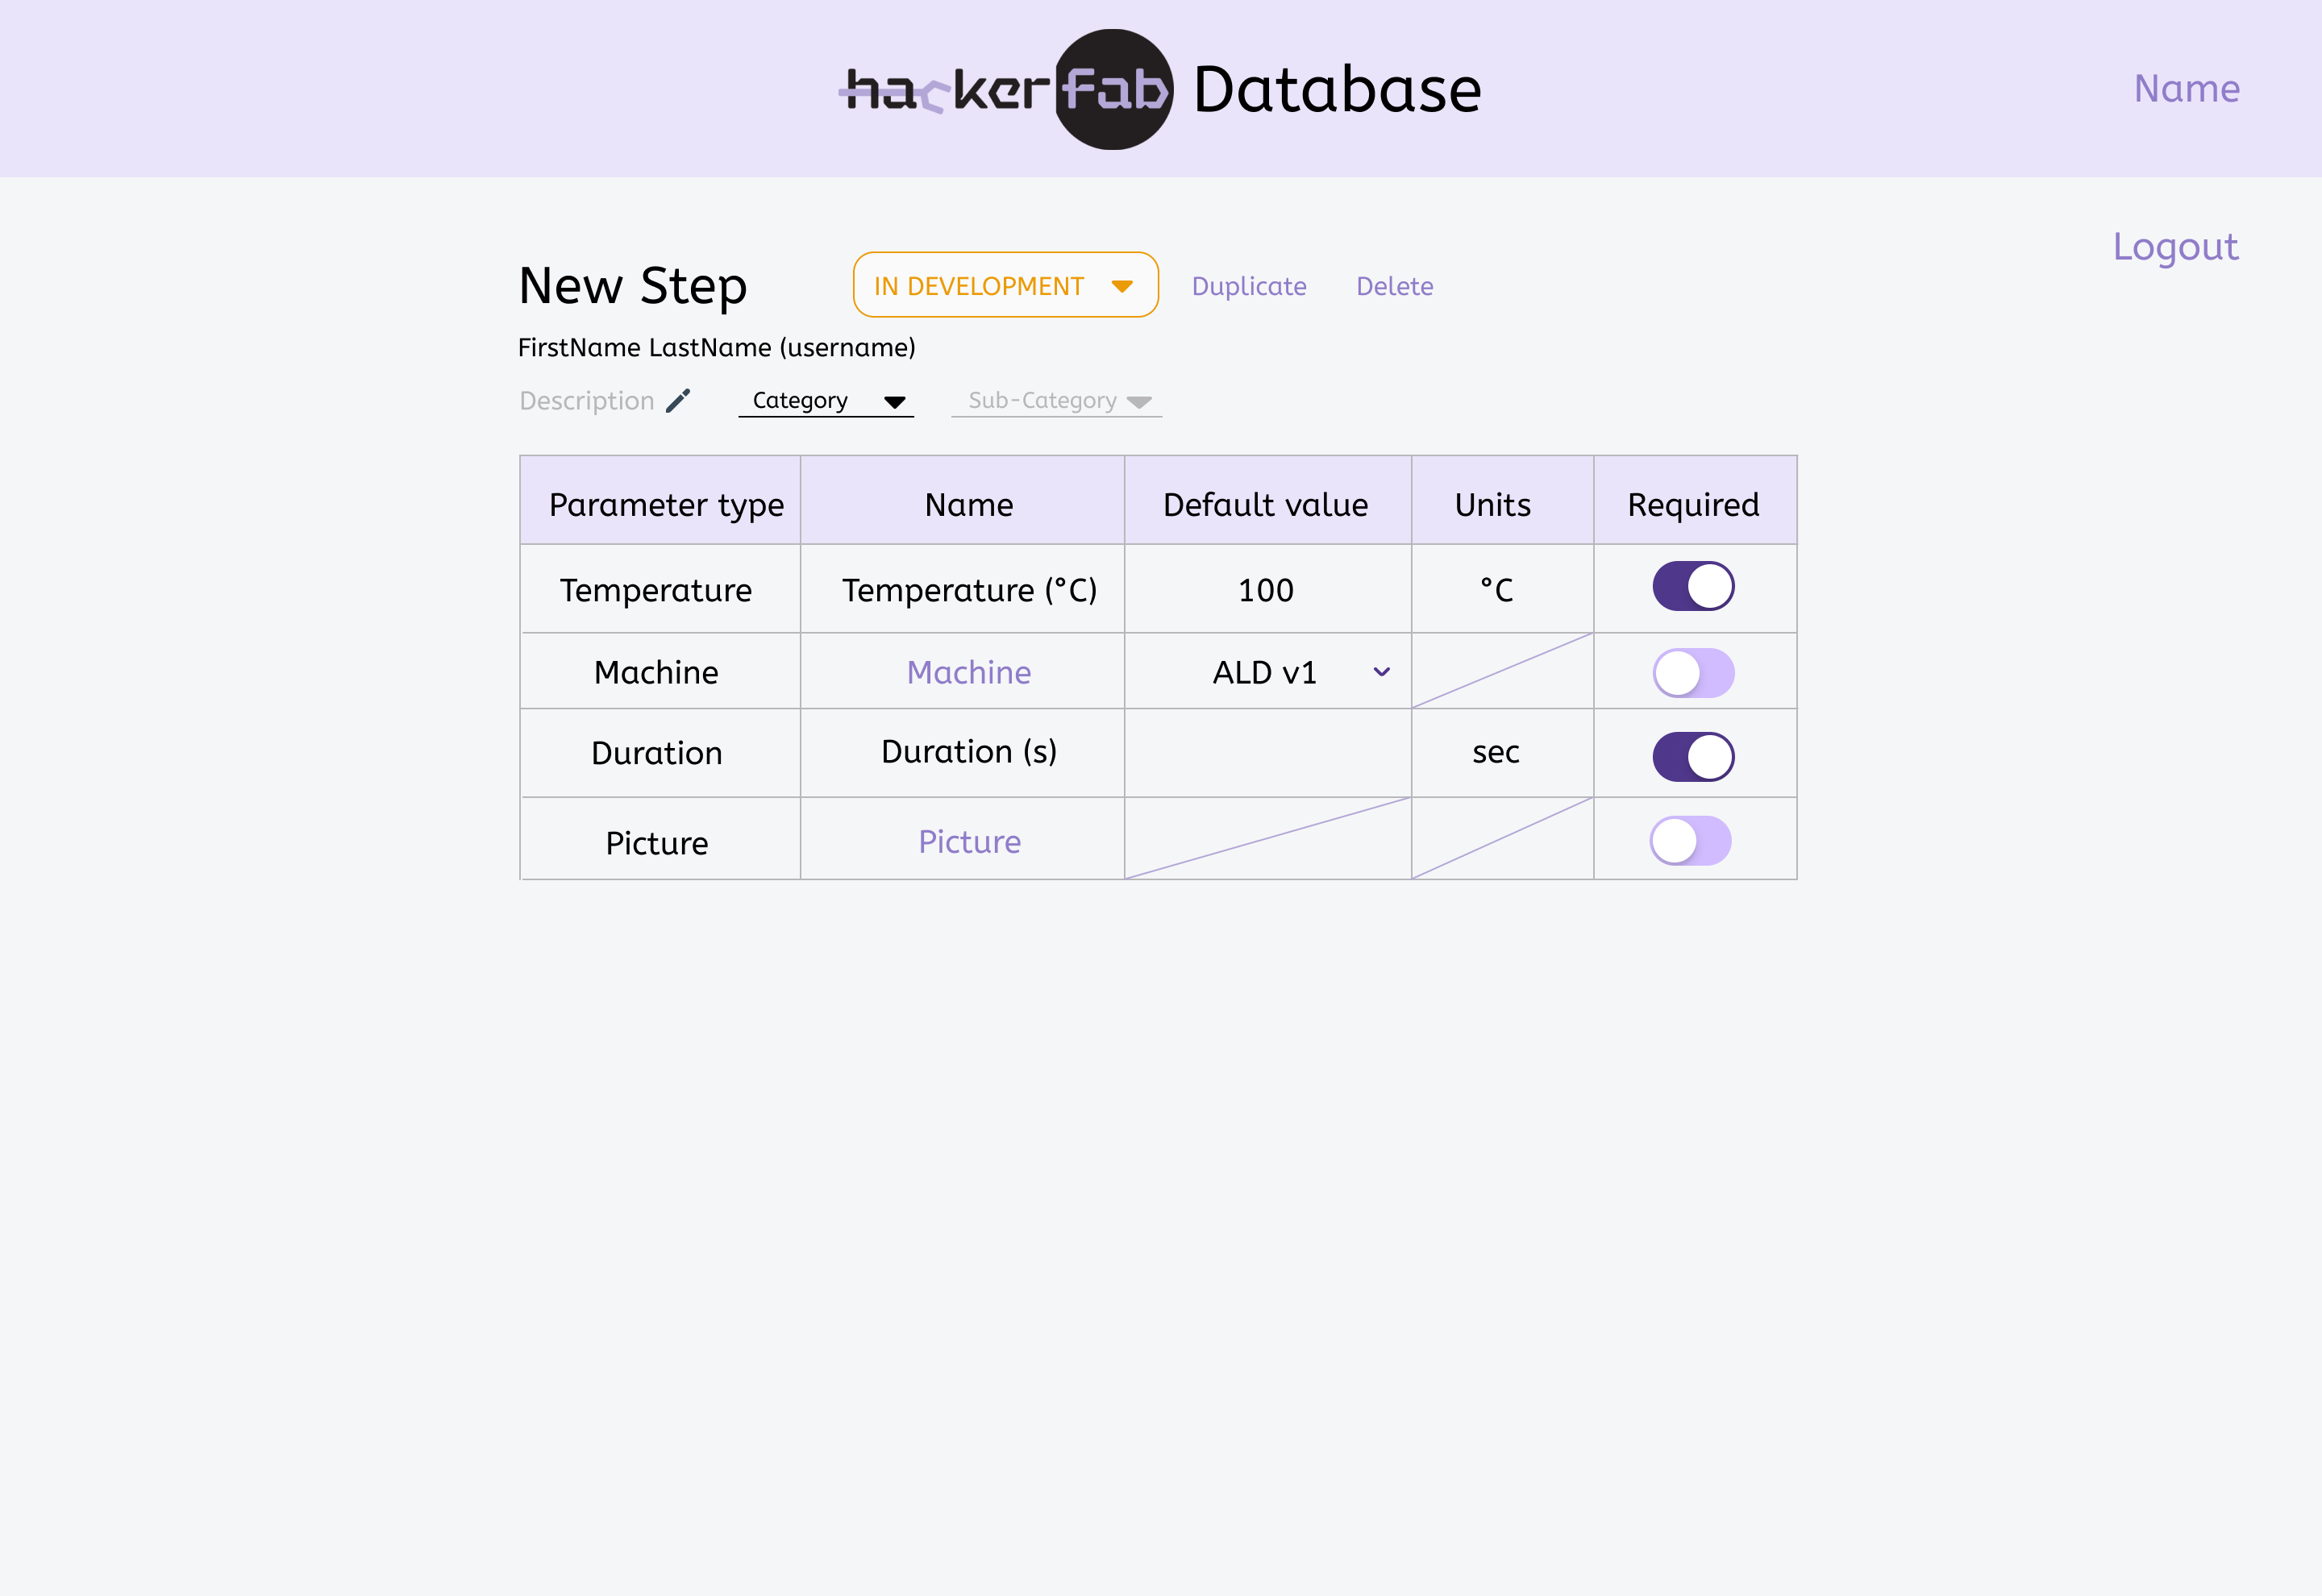 hackerfab Database
Name
Logout
New Step
IN DEVELOPMENT
Duplicate
Delete
FirstName LastName (username)
Description
Category
Sub-Category
Parameter type Name Default value Units Required
Temperature Temperature (°C) 100 °C
Machine Machine ALD v1
Duration Duration (s) sec
Picture Picture